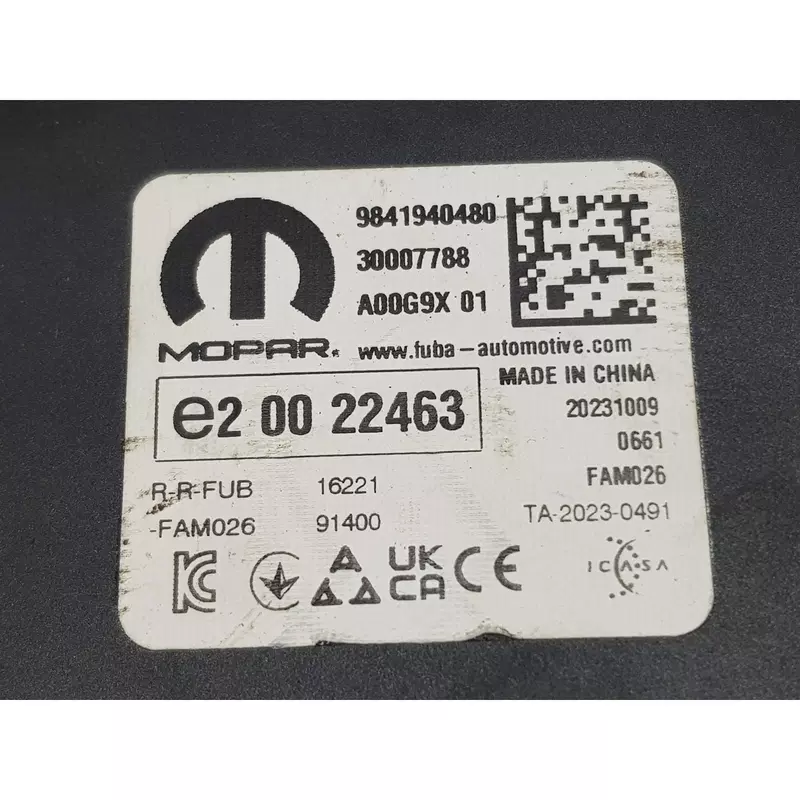 9841940480
30007788
A00G9X 01
MOPAR®
www.fuba-automotive.com
MADE IN CHINA
e2 00 22463
20231009
0661
R-R-FUB 16221 FAM026
-FAM026 91400 TA-2023-0491
KC UK CA CE ICASA